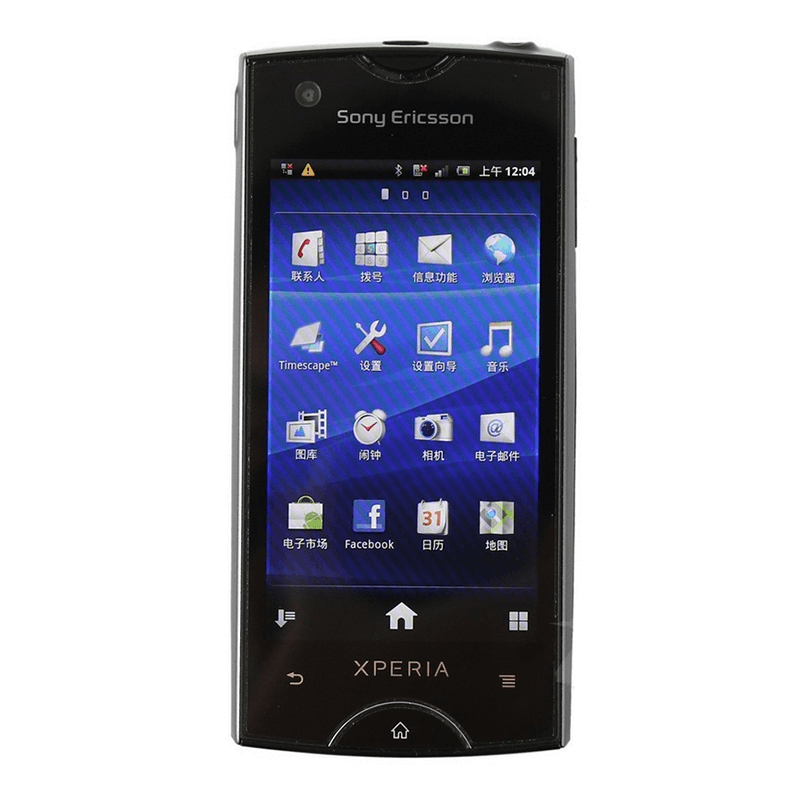 Sony Ericsson
上午 12:04
联系人 拨号 信息功能 浏览器
Timescape™ 设置 设置向导 音乐
图库 闹钟 相机 电子邮件
电子市场 Facebook 日历 地图
XPERIA